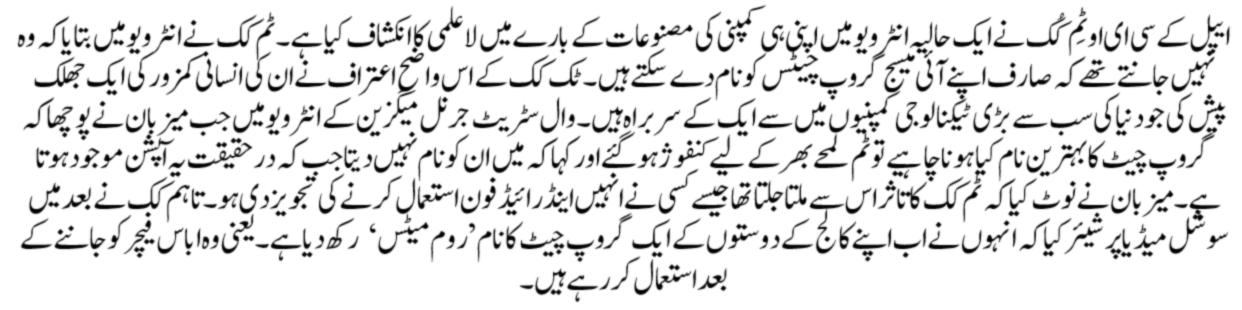 ایپل کے سی ای او ٹِم کُک نے ایک حالیہ انٹرویو میں اپنی ہی کمپنی کی مصنوعات کے بارے میں لاعلمی کا انکشاف کیا ہے۔ ٹم کک نے انٹرویو میں بتایا کہ وہ
نہیں جانتے تھے کہ صارف اپنے آئی میسج گروپ چیٹس کو نام دے سکتے ہیں۔ ٹک کک کے اس واضح اعتراف نے ان کی انسانی کمزور کی ایک جھلک
پیش کی جو دنیا کی سب سے بڑی ٹیکنالوجی کمپنیوں میں سے ایک کے سربراہ ہیں۔ وال سٹریٹ جرنل میگزین کے انٹرویو میں جب میزبان نے پوچھا کہ
گروپ چیٹ کا بہترین نام کیا ہونا چاہیے تو ٹم لمحے بھر کے لیے کنفوژ ہو گئے اور کہا کہ میں ان کو نام نہیں دیتا جب کہ در حقیقت یہ آپشن موجود ہوتا
ہے۔ میزبان نے نوٹ کیا کہ ٹم کک کا تاثر اس سے ملتا جلتا تھا جیسے کسی نے انہیں اینڈرائیڈ فون استعمال کرنے کی تجویز دی ہو۔ تاہم کک نے بعد میں
سوشل میڈیا پر شیئر کیا کہ انہوں نے اب اپنے کالج کے دوستوں کے ایک گروپ چیٹ کا نام ’روم میٹس‘ رکھ دیا ہے۔ یعنی وہ اباس فیچر کو جاننے کے
بعد استعمال کر رہے ہیں۔